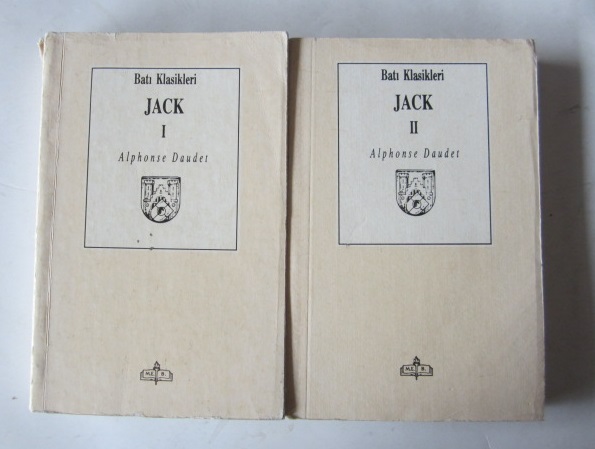 Batı Klasikleri
JACK
I
Alphonse Daudet
M.E. B.
Batı Klasikleri
JACK
II
Alphonse Daudet
M.E. B.